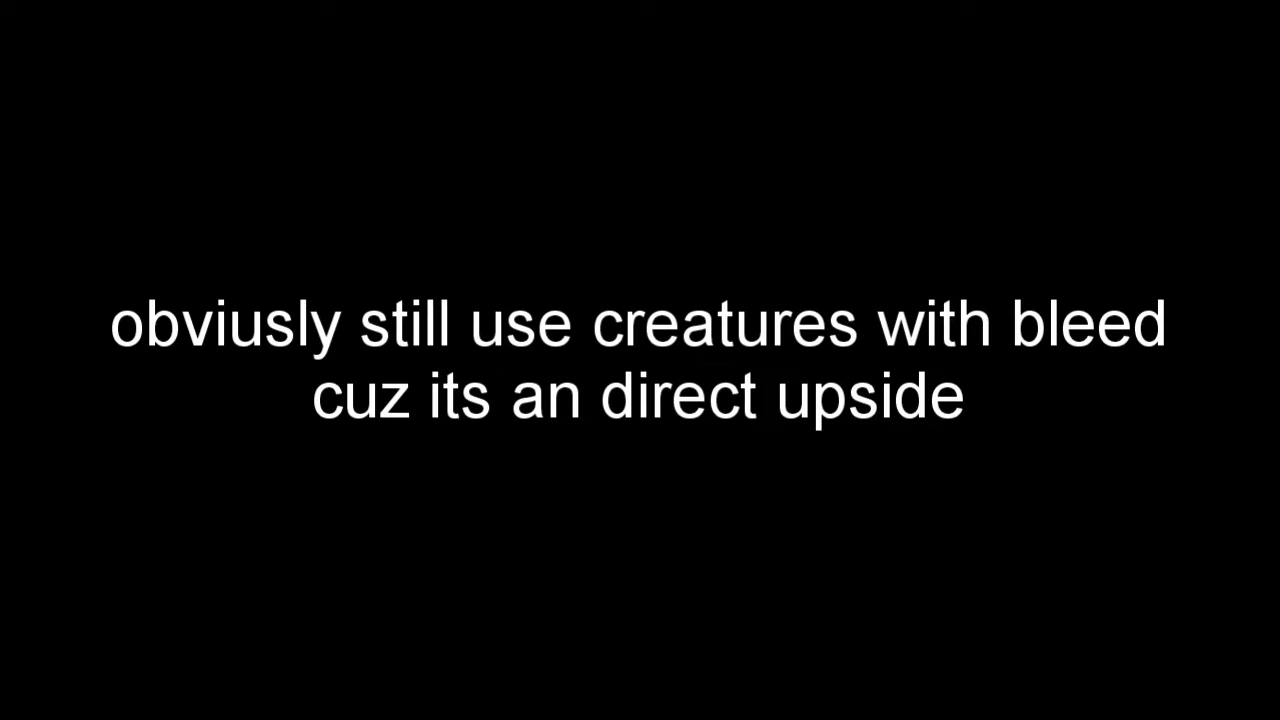 obviusly still use creatures with bleed
cuz its an direct upside